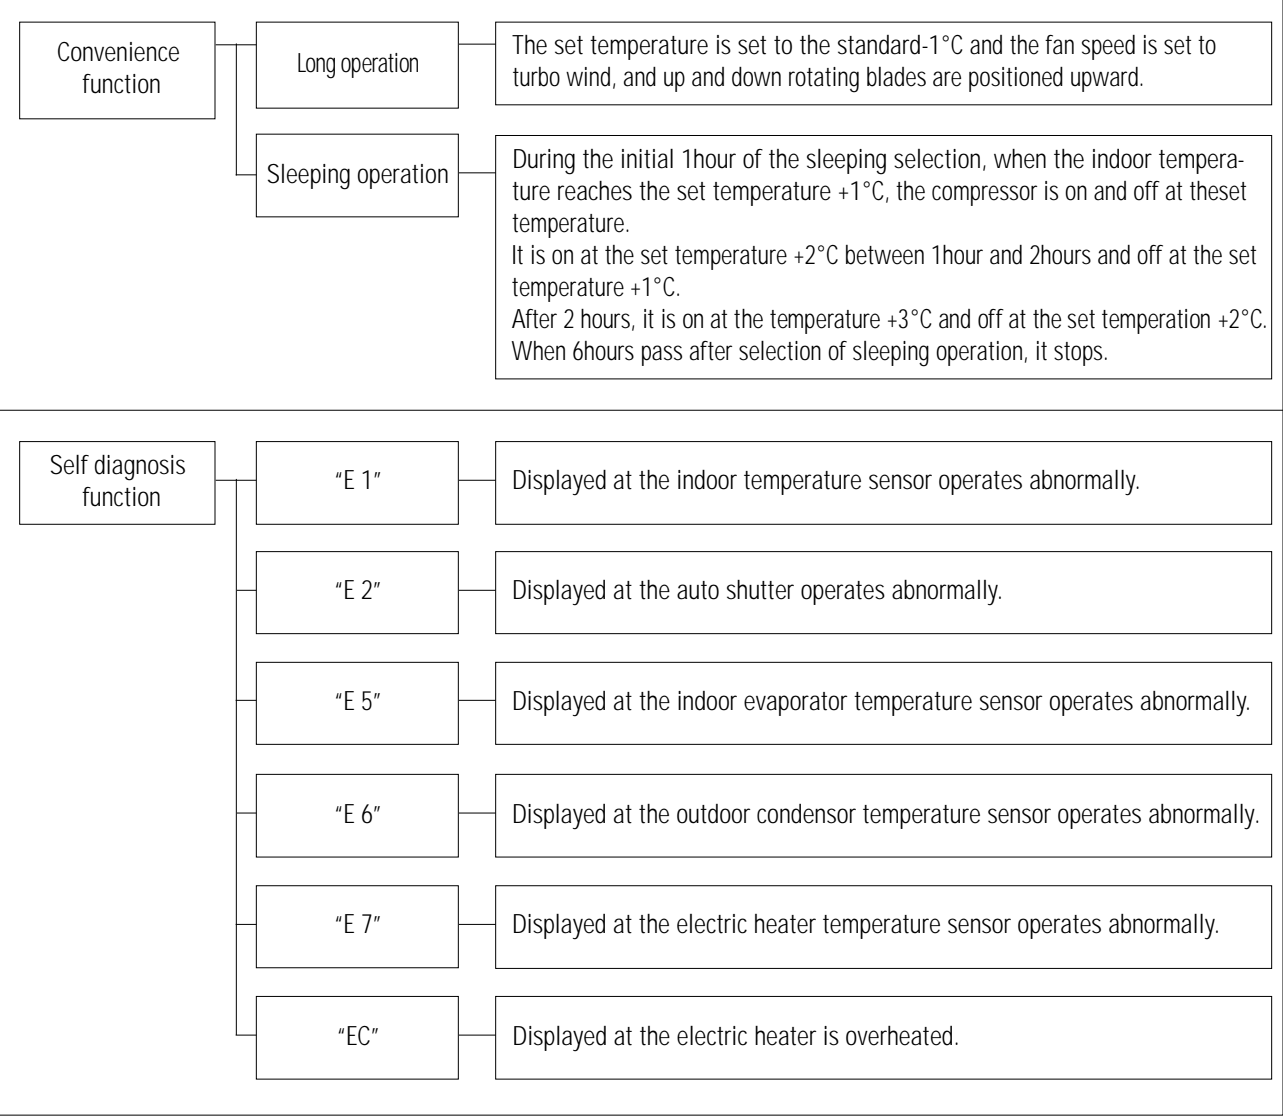 Convenience
function
Long operation
The set temperature is set to the standard-1°C and the fan speed is set to
turbo wind, and up and down rotating blades are positioned upward.
Sleeping operation
During the initial 1hour of the sleeping selection, when the indoor tempera-
ture reaches the set temperature +1°C, the compressor is on and off at theset
temperature.
It is on at the set temperature +2°C between 1hour and 2hours and off at the set
temperature +1°C.
After 2 hours, it is on at the temperature +3°C and off at the set temperation +2°C.
When 6hours pass after selection of sleeping operation, it stops.
Self diagnosis
function
“E 1”
Displayed at the indoor temperature sensor operates abnormally.
“E 2”
Displayed at the auto shutter operates abnormally.
“E 5”
Displayed at the indoor evaporator temperature sensor operates abnormally.
“E 6”
Displayed at the outdoor condensor temperature sensor operates abnormally.
“E 7”
Displayed at the electric heater temperature sensor operates abnormally.
“EC”
Displayed at the electric heater is overheated.